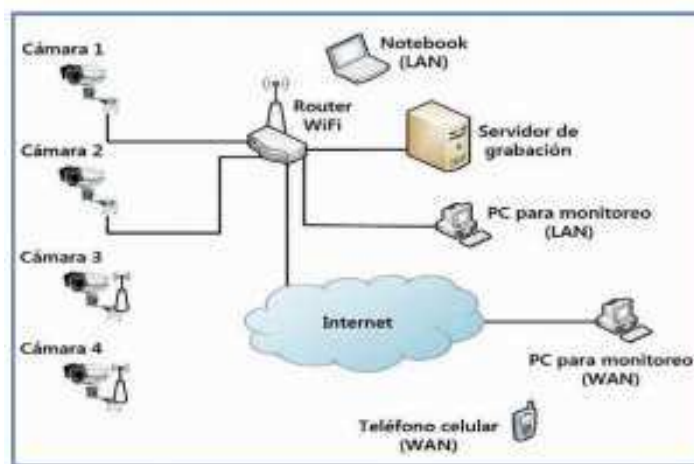 Cámara 1
Notebook
(LAN)
Router
WiFi
Servidor de
grabación
Cámara 2
PC para monitoreo
(LAN)
Cámara 3
Internet
Cámara 4
PC para monitoreo
(WAN)
Teléfono celular
(WAN)